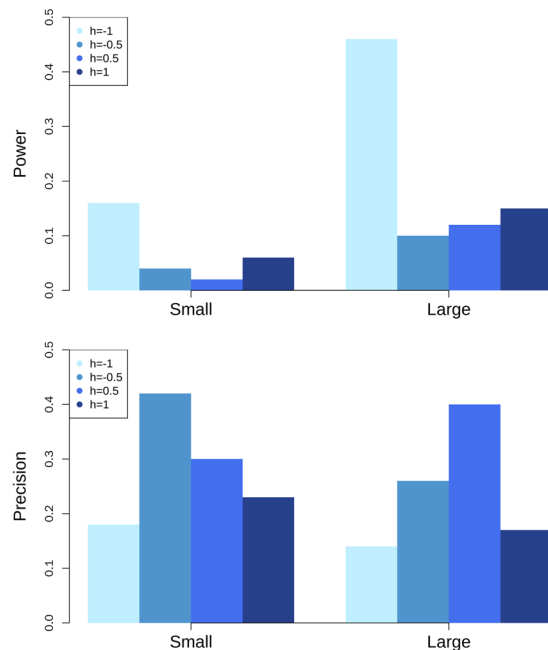 0.5
0.4
0.3
0.2
0.1
0.0
Power
h=-1
h=-0.5
h=0.5
h=1
Small Large
0.5
0.4
0.3
0.2
0.1
0.0
Precision
h=-1
h=-0.5
h=0.5
h=1
Small Large